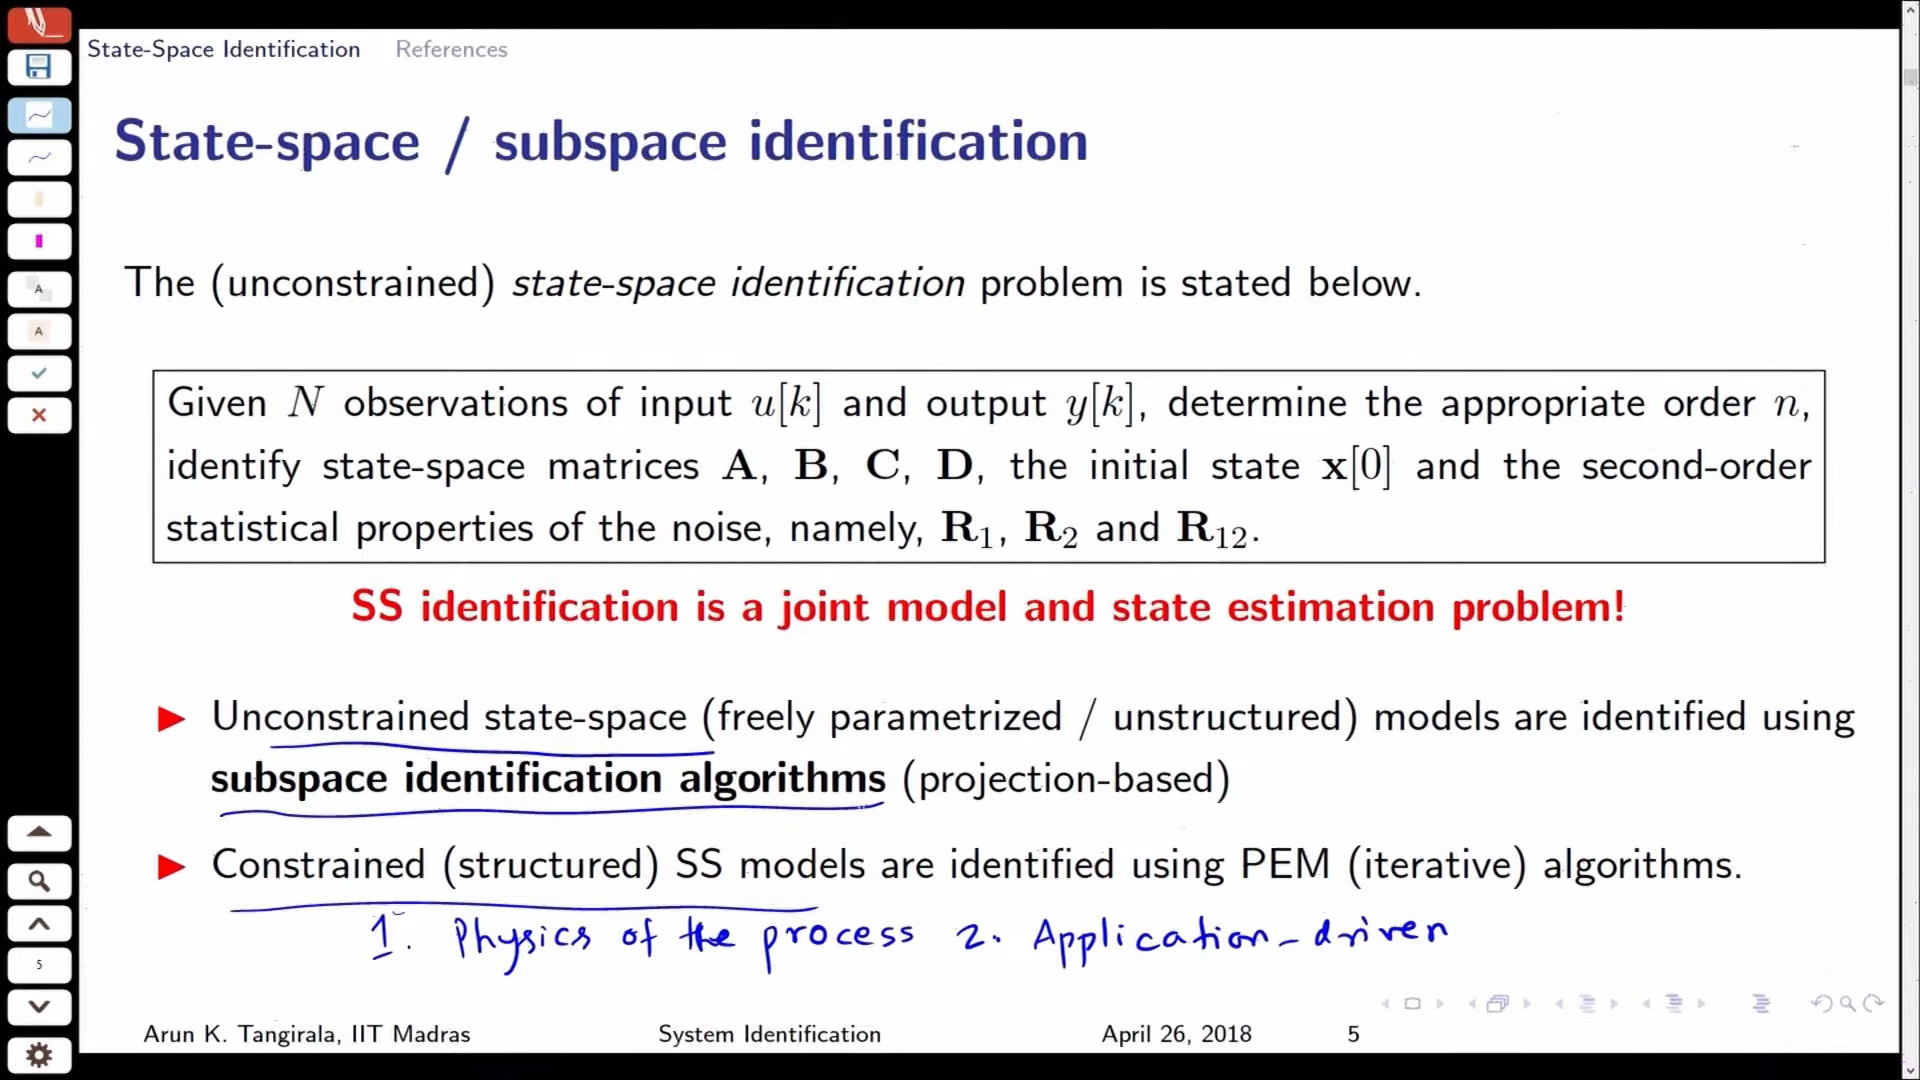 State-Space Identification References
State-space / subspace identification
The (unconstrained) state-space identification problem is stated below.
Given N observations of input u[k] and output y[k], determine the appropriate order n,
identify state-space matrices A, B, C, D, the initial state x[0] and the second-order
statistical properties of the noise, namely, R₁, R₂ and R₁₂.
SS identification is a joint model and state estimation problem!
▶ Unconstrained state-space (freely parametrized / unstructured) models are identified using
subspace identification algorithms (projection-based)
▶ Constrained (structured) SS models are identified using PEM (iterative) algorithms.
1. Physics of the process 2. Application-driven
Arun K. Tangirala, IIT Madras System Identification April 26, 2018 5
A
A
5